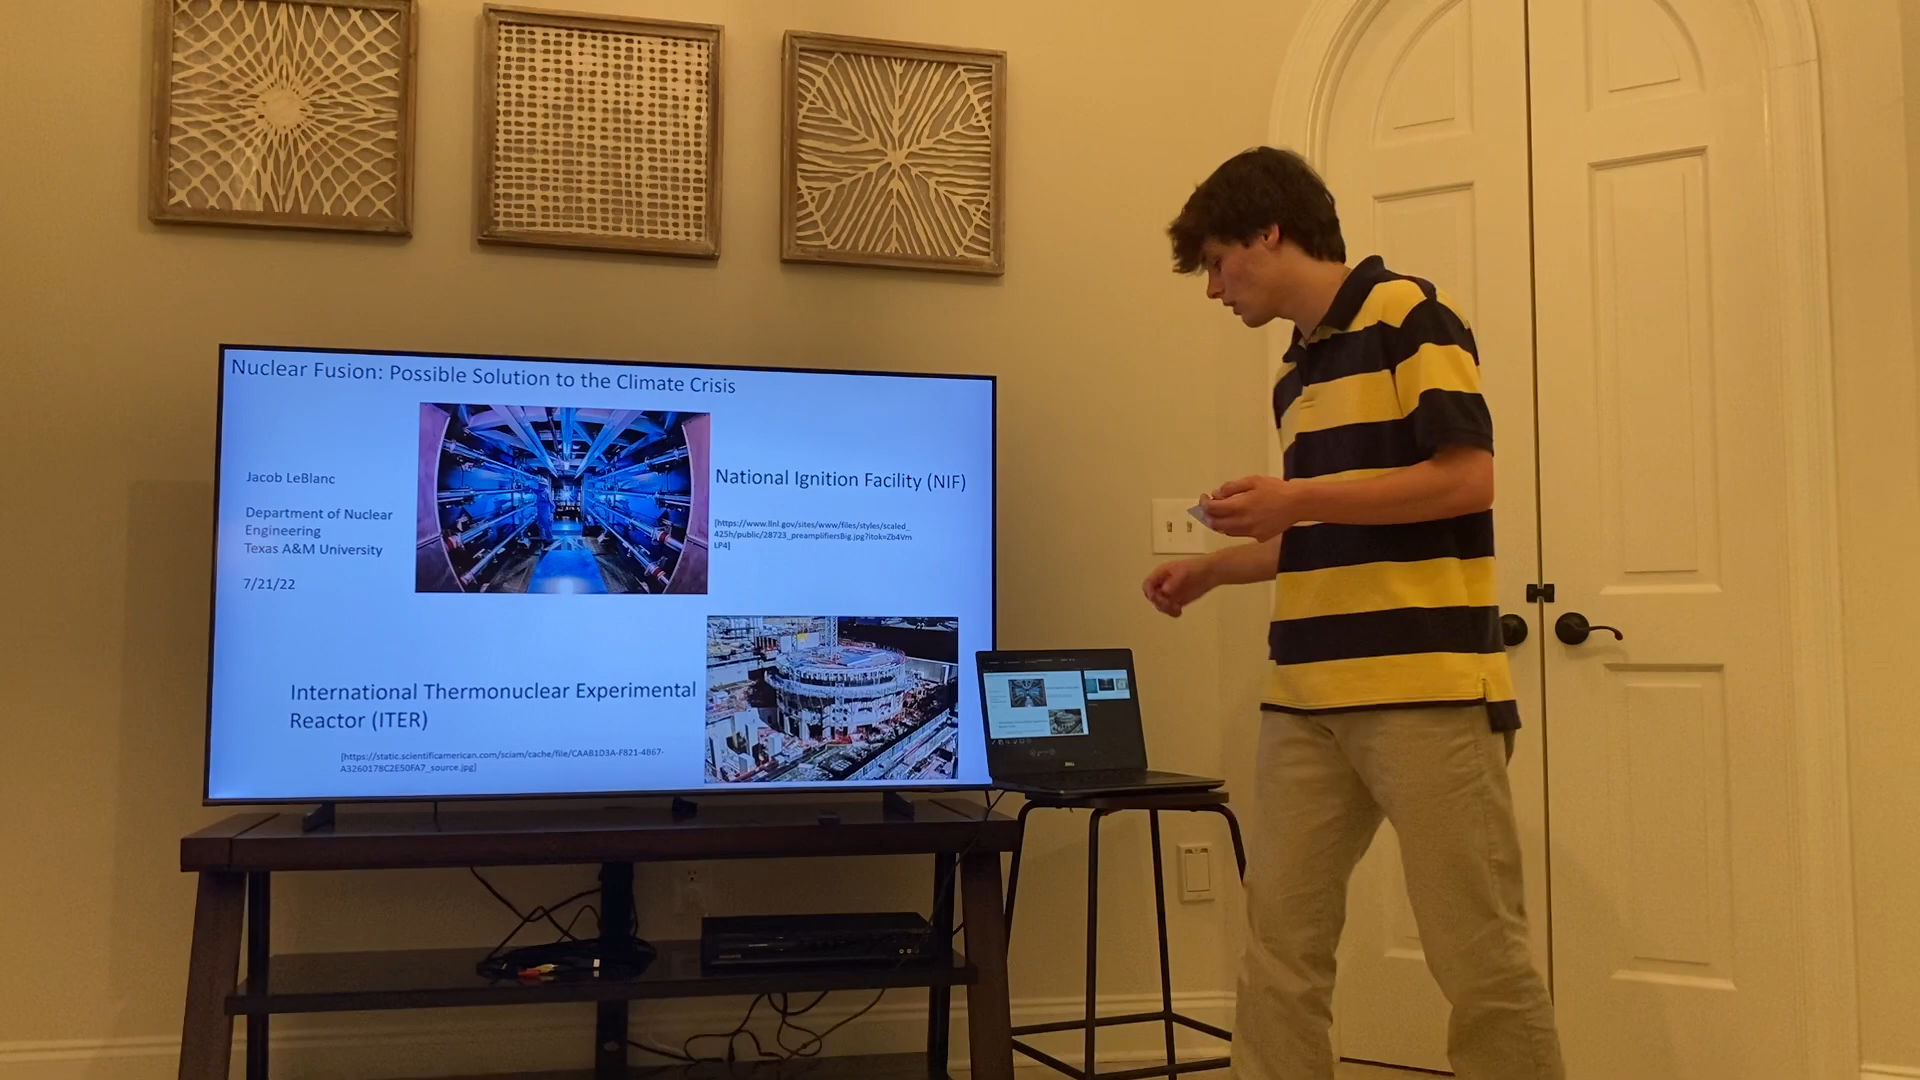 Nuclear Fusion: Possible Solution to the Climate Crisis
Jacob LeBlanc
Department of Nuclear
Engineering
Texas A&M University
7/21/22
National Ignition Facility (NIF)
[https://www.llnl.gov/sites/www/files/styles/scaled_
425h/public/28723_preamplifiersBig.jpg?itok=Zb4Vm
LP4]
International Thermonuclear Experimental
Reactor (ITER)
[https://static.scientificamerican.com/sciam/cache/file/CAAB1D3A-F821-4B67-
A3260178C2E50FA7_source.jpg]
DELL